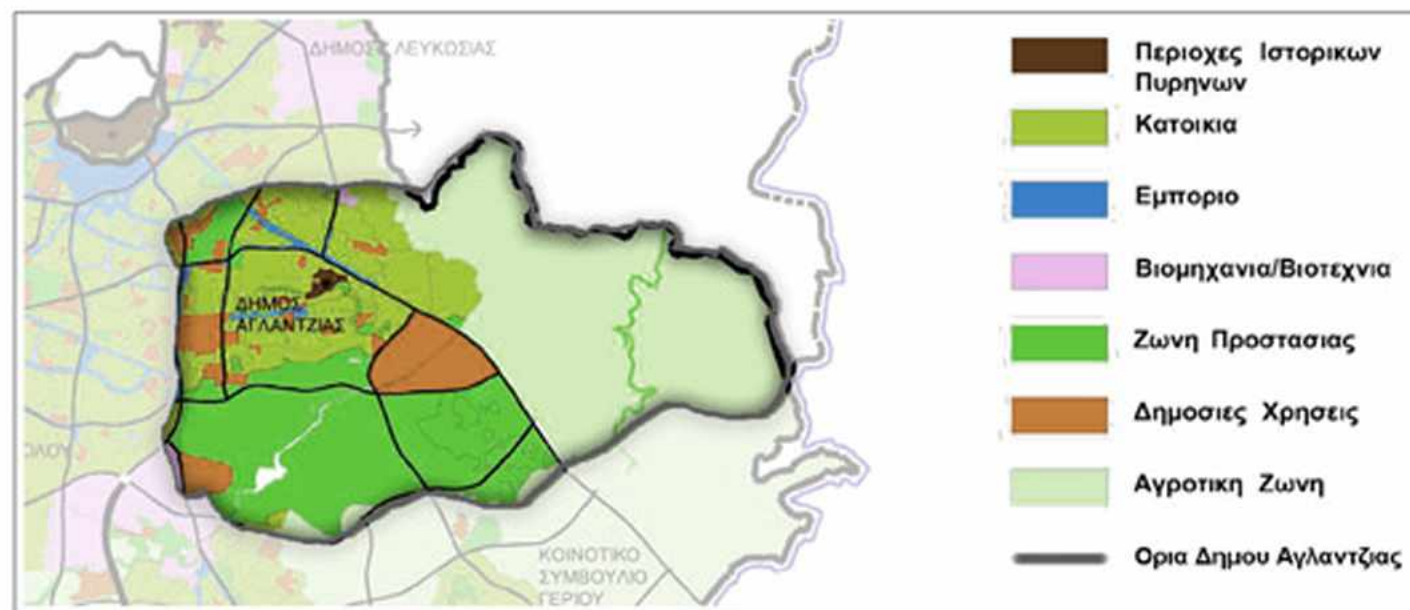 ΔΗΜΟΣ ΛΕΥΚΩΣΙΑΣ
ΔΗΜΟΣ
ΑΓΛΑΝΤΖΙΑΣ
ΟΛΟΥ
ΚΟΙΝΟΤΙΚΟ
ΣΥΜΒΟΥΛΙΟ
ΓΕΡΙΟΥ
Περιοχες Ιστορικων
Πυρηνων
Κατοικια
Εμποριο
Βιομηχανια/Βιοτεχνια
Ζωνη Προστασιας
Δημοσιες Χρησεις
Αγροτικη Ζωνη
Ορια Δημου Αγλαντζιας